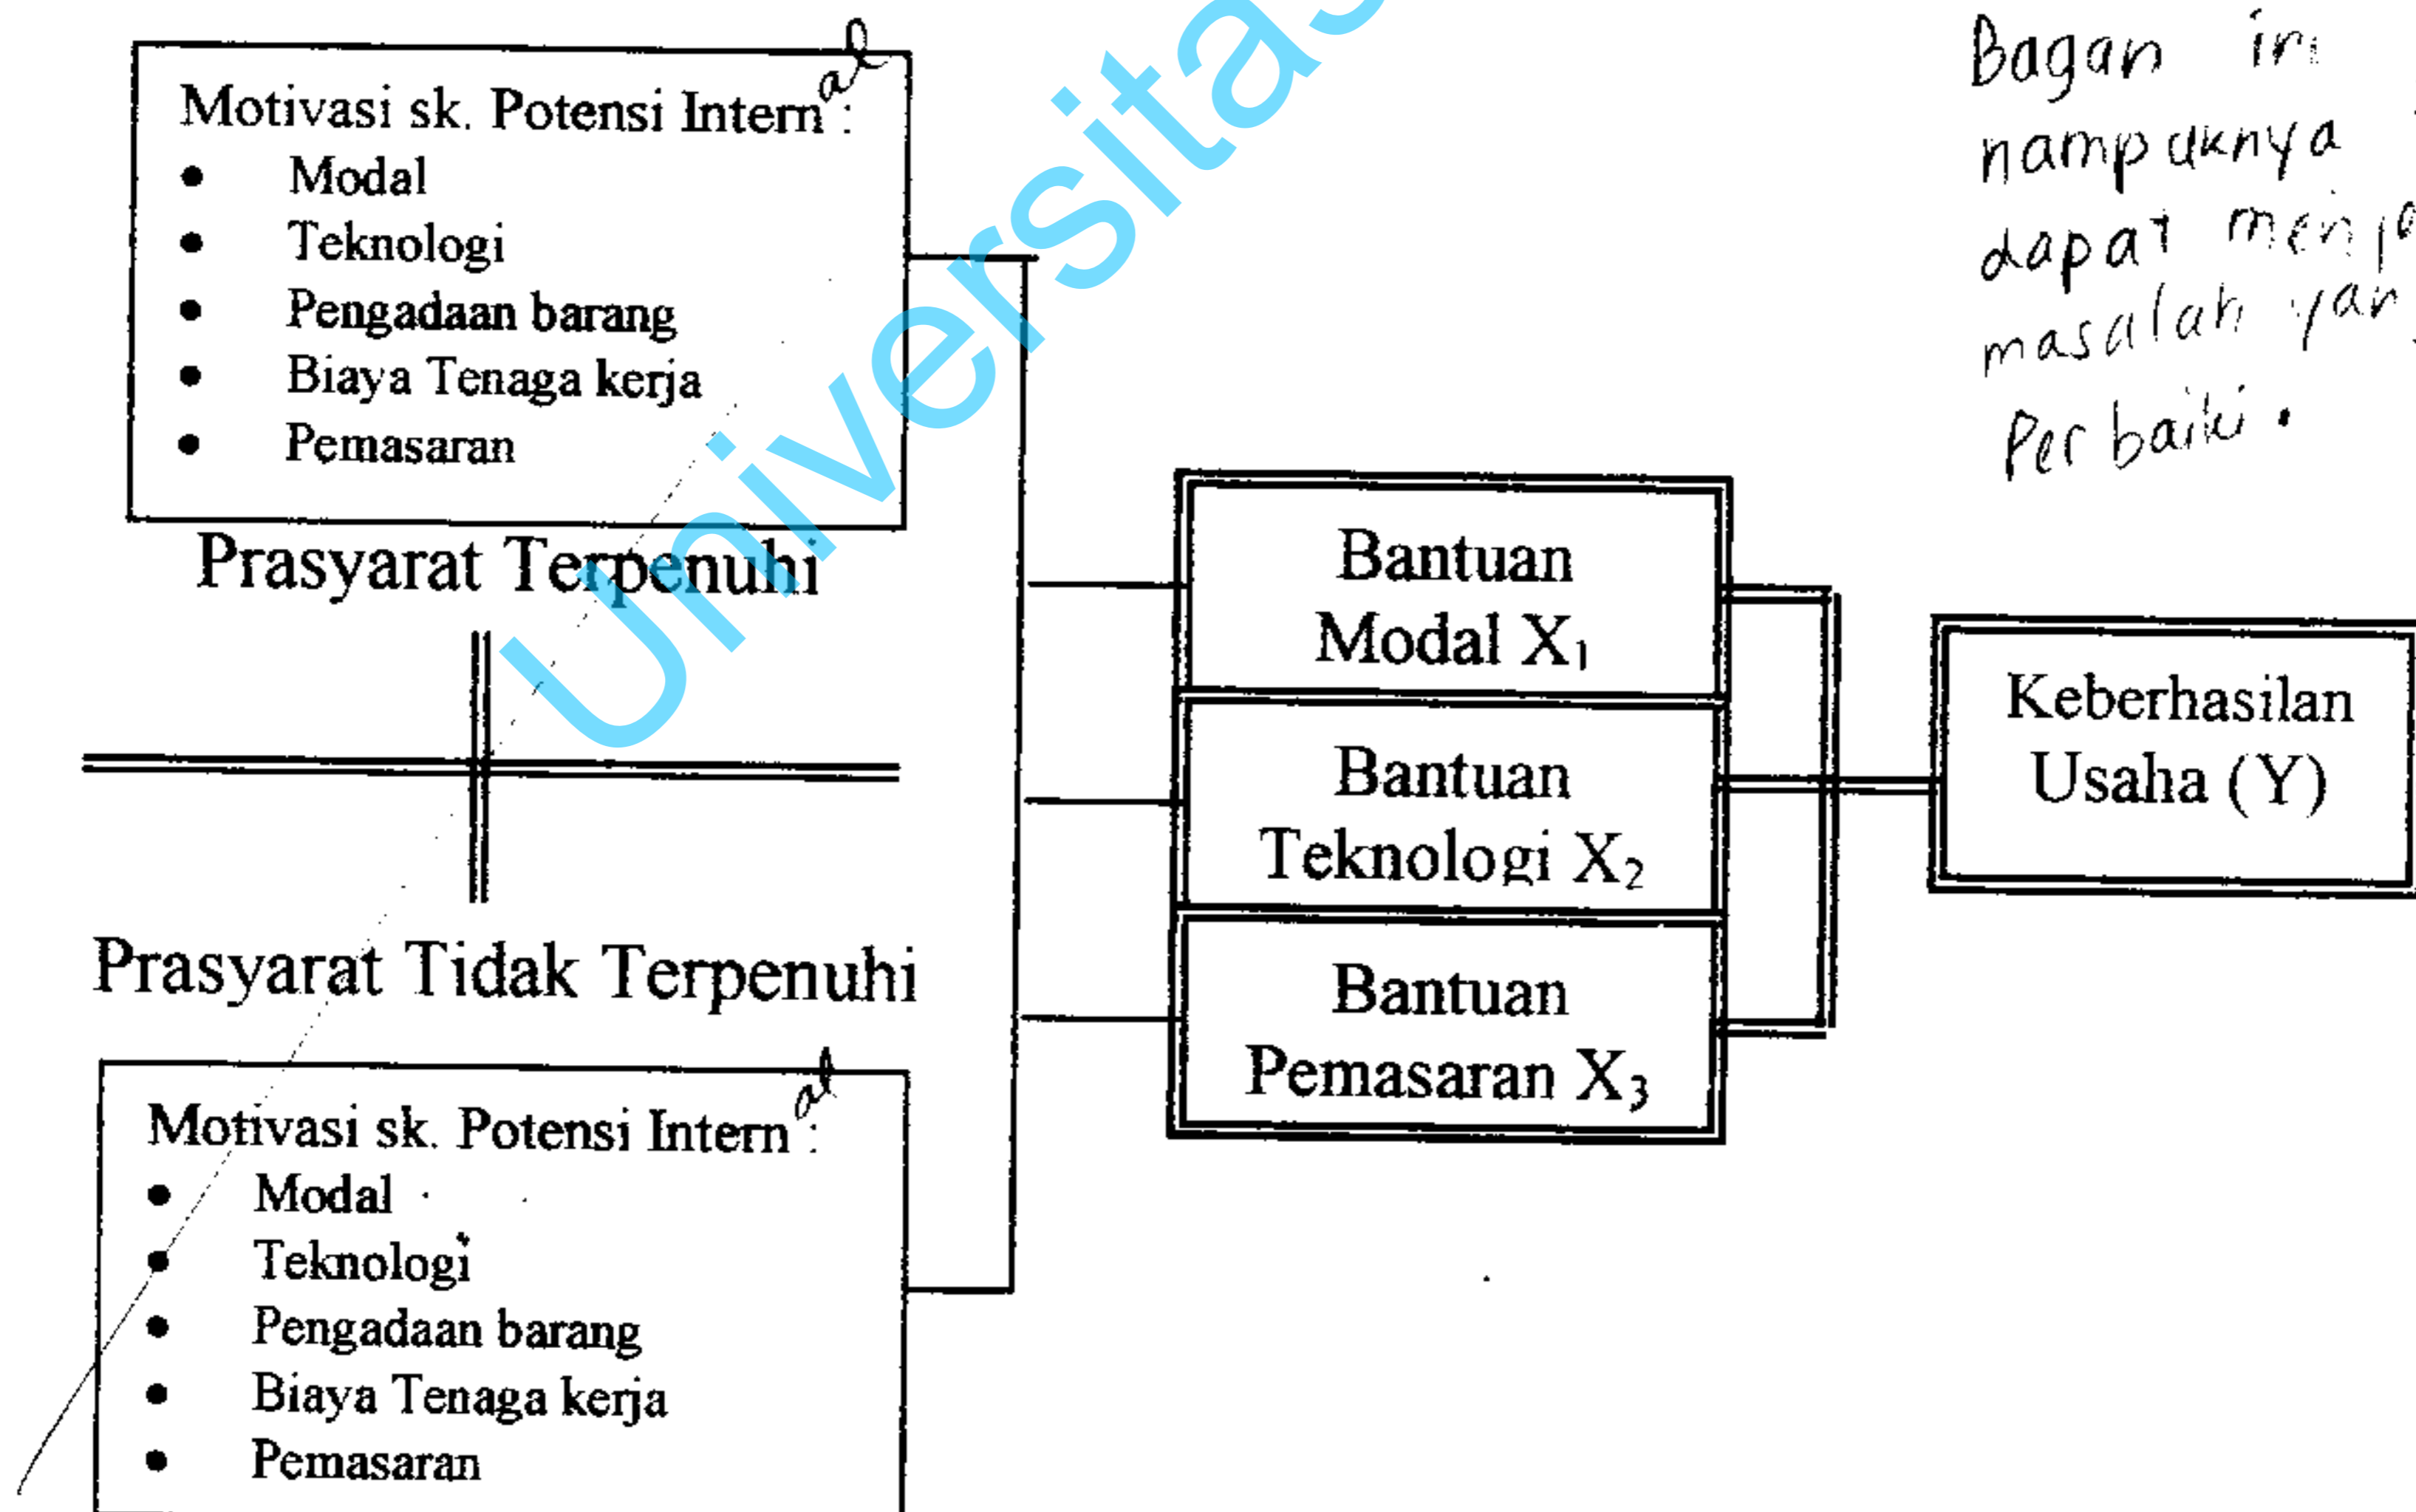 Motivasi sk. Potensi Intern :
• Modal
• Teknologi
• Pengadaan barang
• Biaya Tenaga kerja
• Pemasaran
Prasyarat Terpenuhi
Prasyarat Tidak Terpenuhi
Motivasi sk. Potensi Intern :
• Modal
• Teknologi
• Pengadaan barang
• Biaya Tenaga kerja
• Pemasaran
Bantuan
Modal X₁
Bantuan
Teknologi X₂
Bantuan
Pemasaran X₃
Keberhasilan
Usaha (Y)
Bagan ini
nampaknya
dapat
masalah
Perbaiki.
Universitas